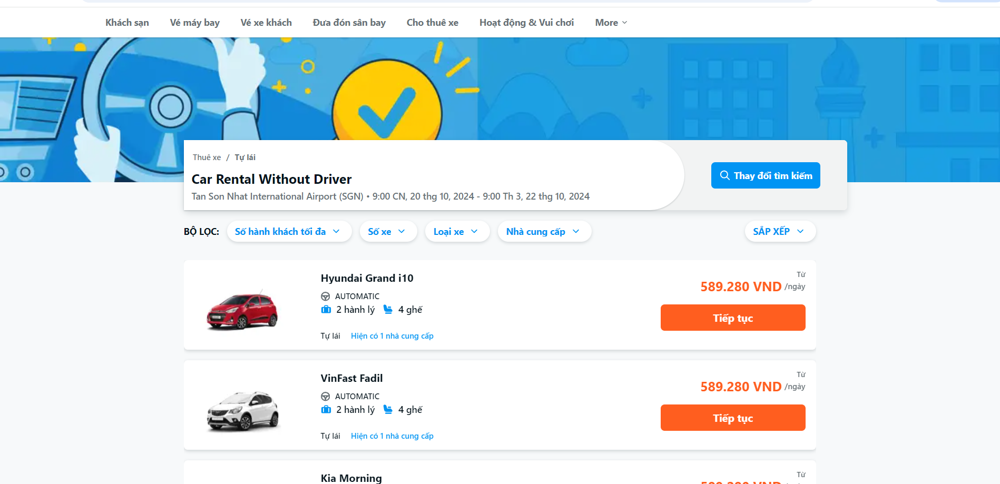 Khách sạn Vé máy bay Vé xe khách Đưa đón sân bay Cho thuê xe Hoạt động & Vui chơi More
Thuê xe / Tự lái
Car Rental Without Driver
Tan Son Nhat International Airport (SGN) • 9:00 CN, 20 thg 10, 2024 - 9:00 Th 3, 22 thg 10, 2024
Thay đổi tìm kiếm
BỘ LỌC: Số hành khách tối đa Số xe Loại xe Nhà cung cấp SẮP XẾP
Hyundai Grand i10
AUTOMATIC
2 hành lý 4 ghế
Tự lái Hiện có 1 nhà cung cấp
Từ
589.280 VND /ngày
Tiếp tục
VinFast Fadil
AUTOMATIC
2 hành lý 4 ghế
Tự lái Hiện có 1 nhà cung cấp
Từ
589.280 VND /ngày
Tiếp tục
Kia Morning
Từ